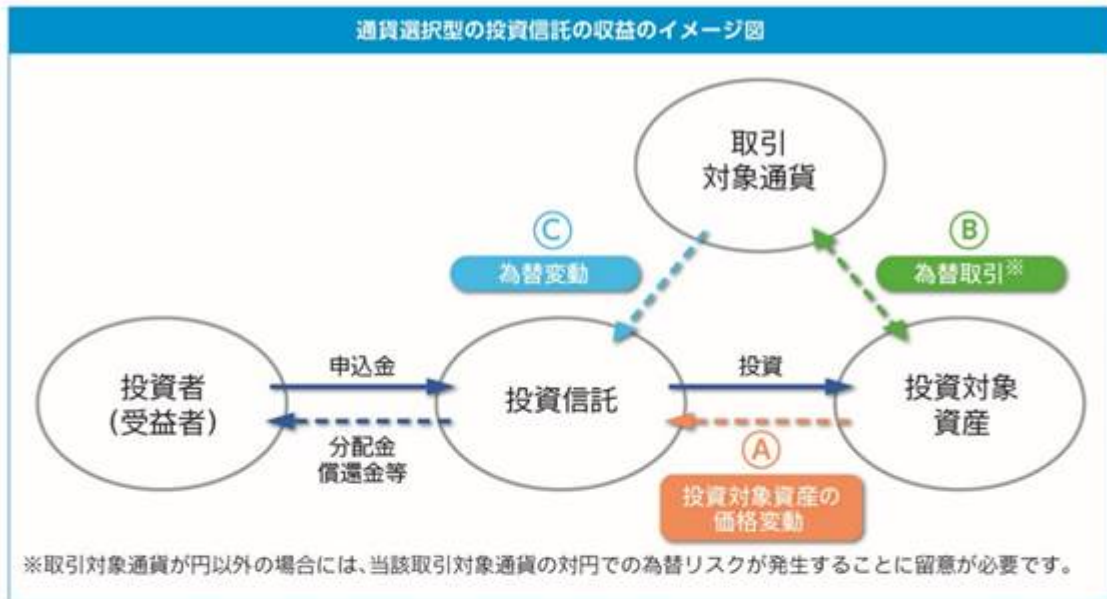 通貨選択型の投資信託の収益のイメージ図
取引
対象通貨
Ⓒ
為替変動
Ⓑ
為替取引※
投資者
(受益者)
申込金
分配金
償還金等
投資信託
投資
Ⓐ
投資対象資産の
価格変動
投資対象
資産
※取引対象通貨が円以外の場合には、当該取引対象通貨の対円での為替リスクが発生することに留意が必要です。